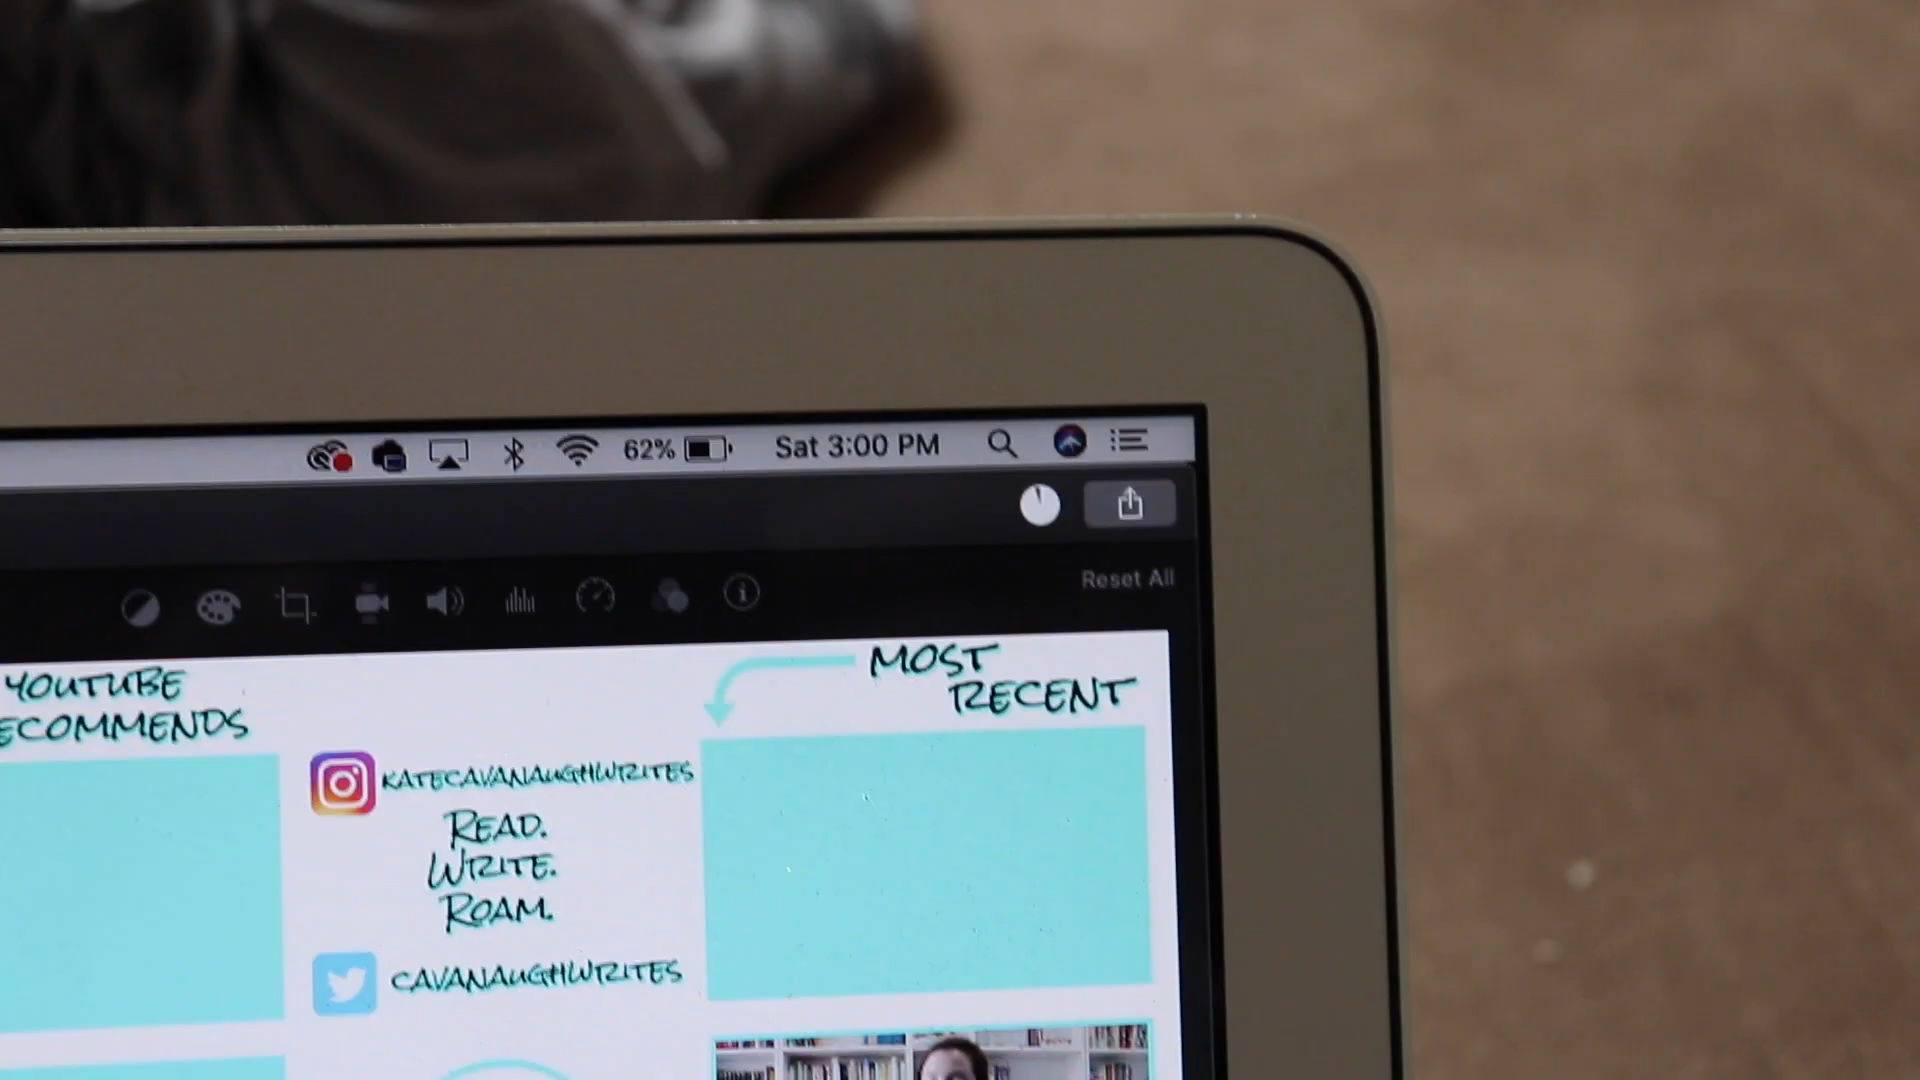 62% Sat 3:00 PM
Reset All
YOUTUBE
ECOMMENDS
MOST
RECENT
KATECAVANAUGHWRITES
READ.
WRITE.
ROAM.
CAVANAUGHWRITES